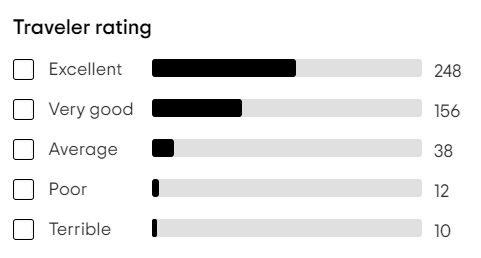 Traveler rating
Excellent 248
Very good 156
Average 38
Poor 12
Terrible 10